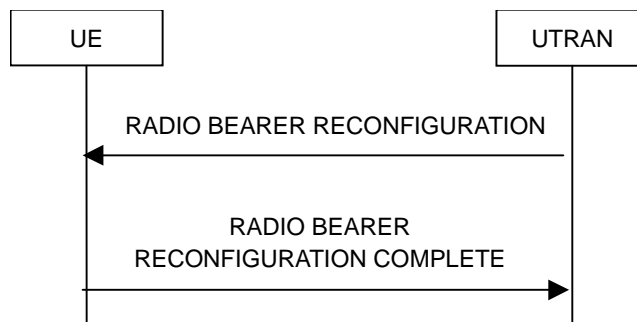 UE
UTRAN
RADIO BEARER RECONFIGURATION
RADIO BEARER
RECONFIGURATION COMPLETE